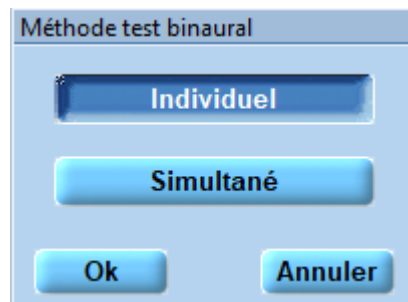 Méthode test binaural
Individuel
Simultané
Ok Annuler